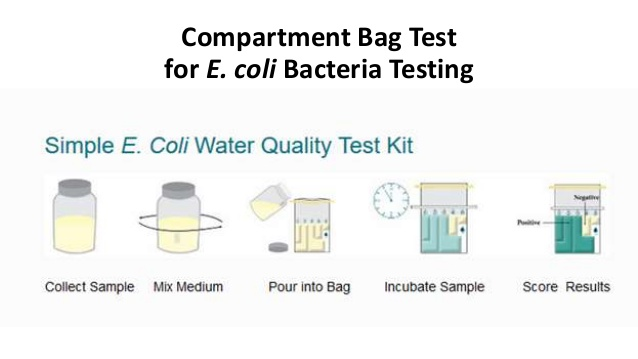 Compartment Bag Test
for E. coli Bacteria Testing
Simple E. Coli Water Quality Test Kit
Negative
Positive
Collect Sample Mix Medium Pour into Bag Incubate Sample Score Results